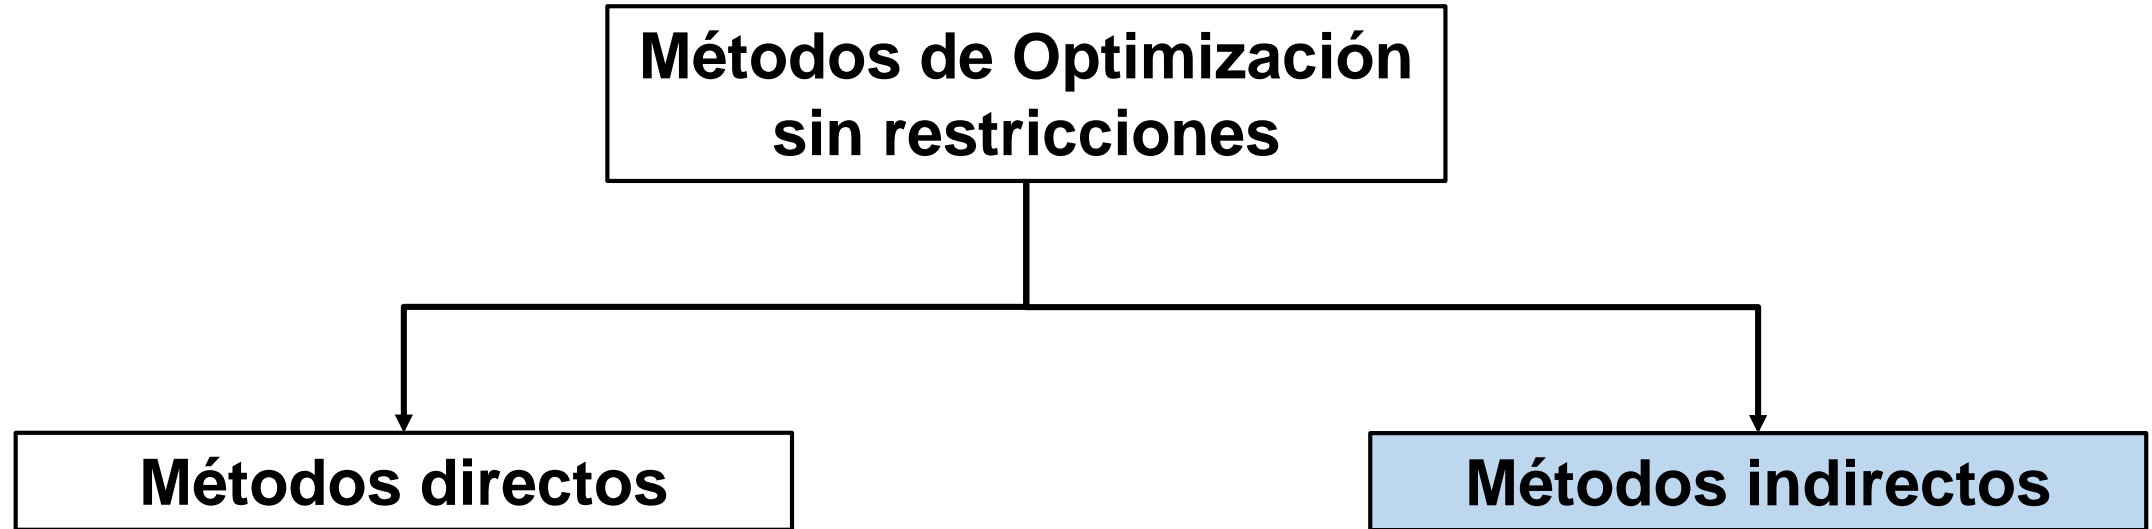 Métodos de Optimización
sin restricciones
Métodos directos
Métodos indirectos